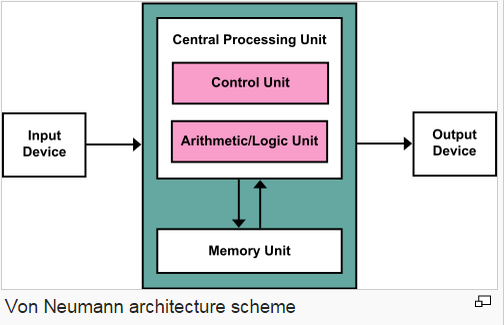 Central Processing Unit
Control Unit
Arithmetic/Logic Unit
Input
Device
Output
Device
Memory Unit
Von Neumann architecture scheme